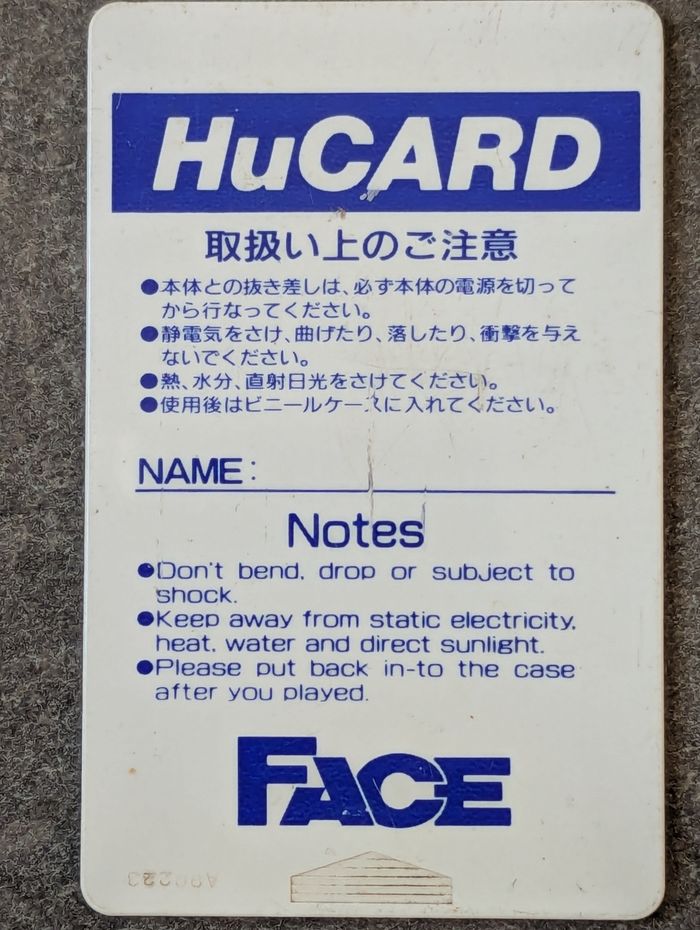 HuCARD
取扱い上のご注意
●本体との抜き差しは、必ず本体の電源を切って
から行なってください。
●静電気をさけ、曲げたり、落したり、衝撃を与え
ないでください。
●熱、水分、直射日光をさけてください。
●使用後はビニールケースに入れてください。
NAME:
Notes
●Don't bend, drop or subject to
shock.
●Keep away from static electricity,
heat, water and direct sunlight.
●Please put back in-to the case
after you played.
FACE